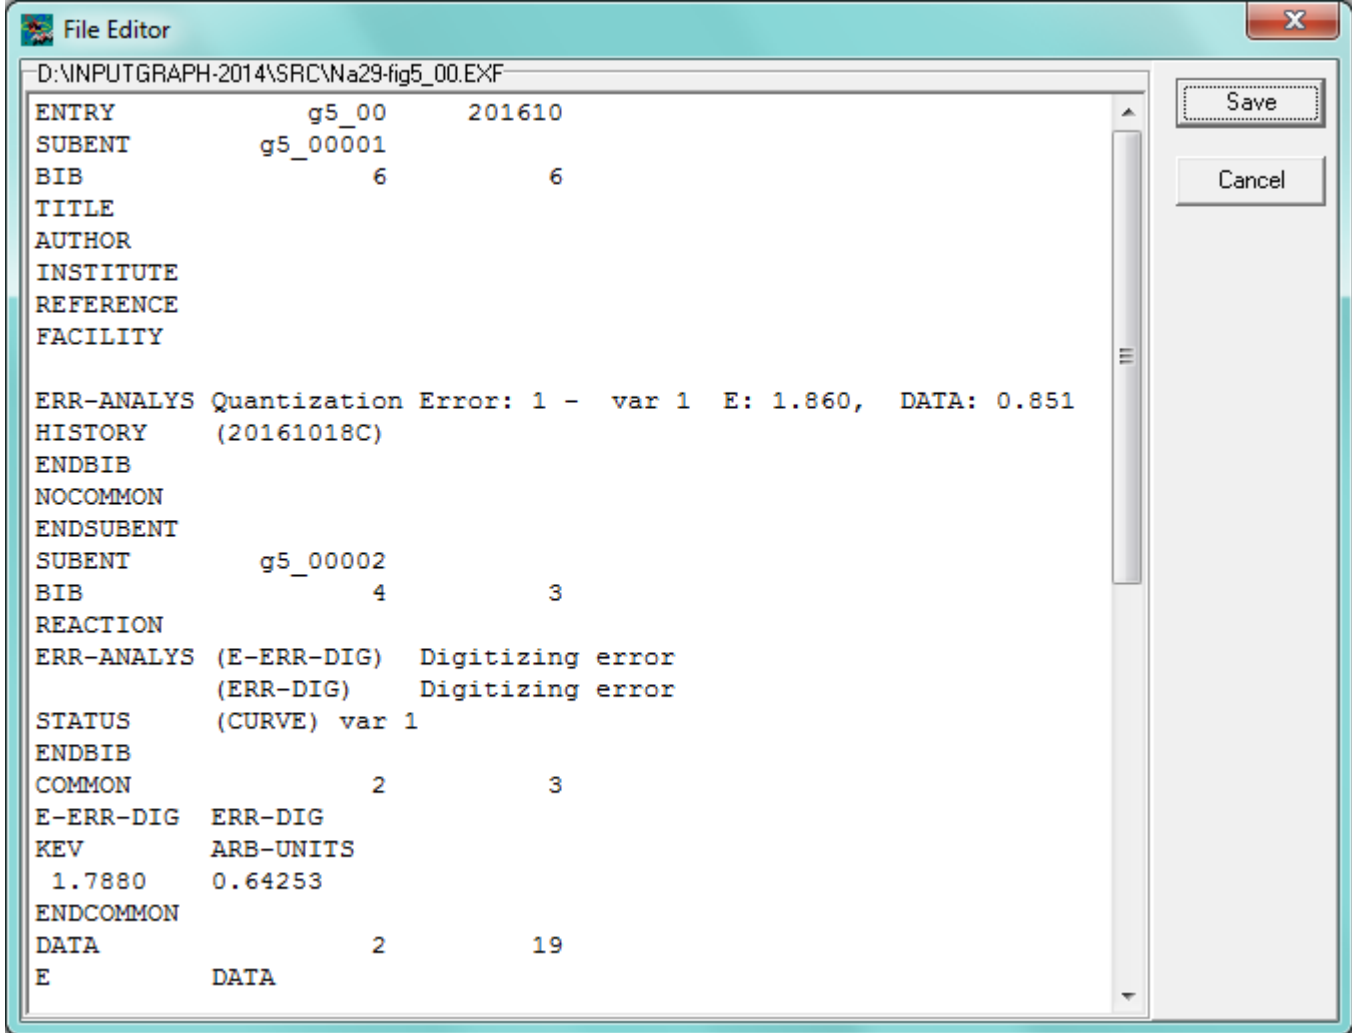 File Editor
D:\INPUTGRAPH-2014\SRC\Na29-fig5_00.EXF
Save
Cancel
ENTRY            g5_00     201610
SUBENT        g5_00001
BIB                  6          6
TITLE
AUTHOR
INSTITUTE
REFERENCE
FACILITY
ERR-ANALYS Quantization Error: 1 -  var 1  E: 1.860,  DATA: 0.851
HISTORY    (20161018C)
ENDBIB
NOCOMMON
ENDSUBENT
SUBENT        g5_00002
BIB                  4          3
REACTION
ERR-ANALYS (E-ERR-DIG)  Digitizing error
           (ERR-DIG)    Digitizing error
STATUS     (CURVE) var 1
ENDBIB
COMMON               2          3
E-ERR-DIG  ERR-DIG
KEV        ARB-UNITS
 1.7880    0.64253
ENDCOMMON
DATA                 2         19
E          DATA